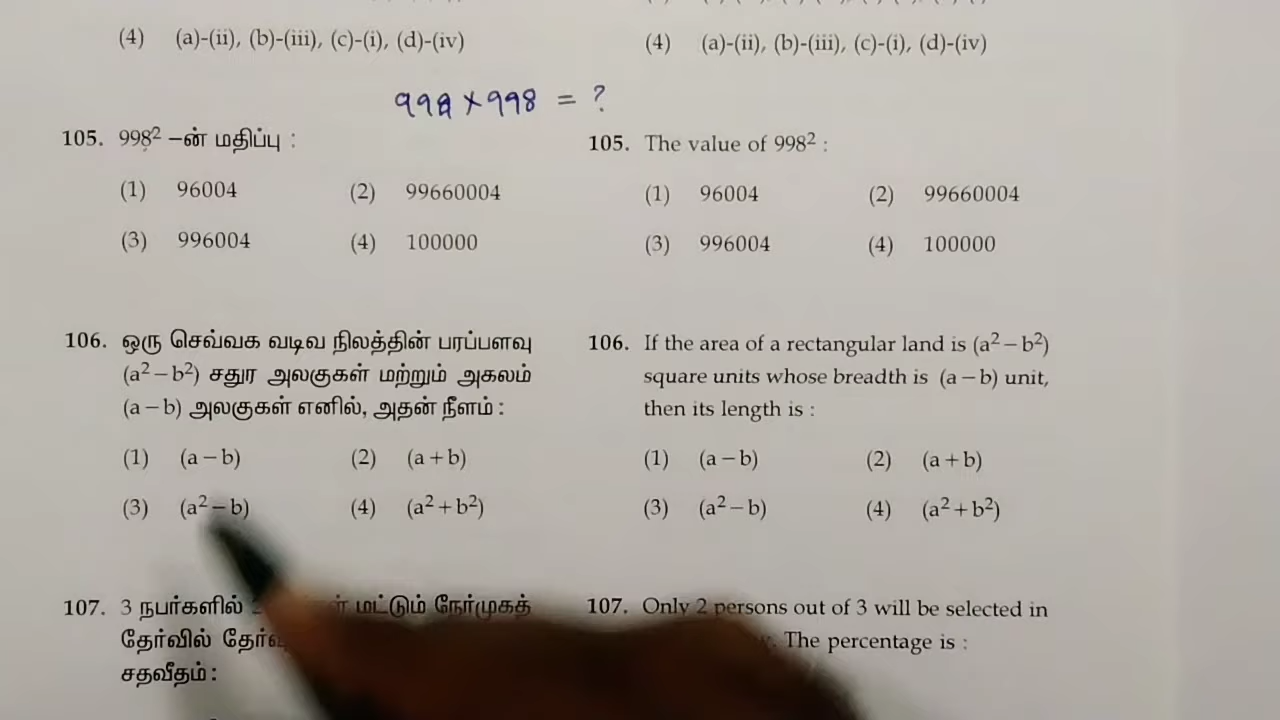 (4) (a)-(ii), (b)-(iii), (c)-(i), (d)-(iv)
998 × 998 = ?
105. 998² –ன் மதிப்பு :
(1) 96004 (2) 99660004
(3) 996004 (4) 100000
106. ஒரு செவ்வக வடிவ நிலத்தின் பரப்பளவு
(a² – b²) சதுர அலகுகள் மற்றும் அகலம்
(a – b) அலகுகள் எனில், அதன் நீளம் :
(1) (a – b) (2) (a + b)
(3) (a² – b) (4) (a² + b²)
107. 3 நபர்களில் மட்டும் நேர்முகத்
தேர்வில்
சதவீதம் :
(4) (a)-(ii), (b)-(iii), (c)-(i), (d)-(iv)
105. The value of 998² :
(1) 96004 (2) 99660004
(3) 996004 (4) 100000
106. If the area of a rectangular land is (a² – b²)
square units whose breadth is (a – b) unit,
then its length is :
(1) (a – b) (2) (a + b)
(3) (a² – b) (4) (a² + b²)
107. Only 2 persons out of 3 will be selected in
The percentage is :